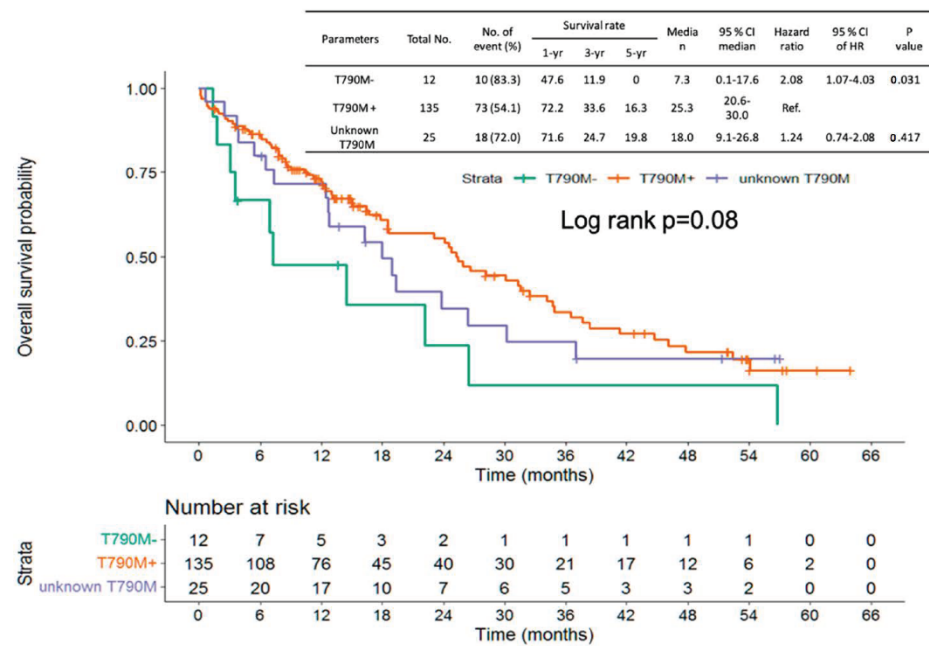 Parameters Total No. No. of event (%) Survival rate Media n 95 % CI median Hazard ratio 95 % CI of HR P value
1-yr 3-yr 5-yr
T790M- 12 10 (83.3) 47.6 11.9 0 7.3 0.1-17.6 2.08 1.07-4.03 0.031
T790M+ 135 73 (54.1) 72.2 33.6 16.3 25.3 20.6-30.0 Ref.
Unknown T790M 25 18 (72.0) 71.6 24.7 19.8 18.0 9.1-26.8 1.24 0.74-2.08 0.417
Strata T790M- T790M+ unknown T790M
Log rank p=0.08
Overall survival probability
1.00
0.75
0.50
0.25
0.00
0 6 12 18 24 30 36 42 48 54 60 66
Time (months)
Number at risk
Strata
T790M- 12 7 5 3 2 1 1 1 1 1 0 0
T790M+ 135 108 76 45 40 30 21 17 12 6 2 0
unknown T790M 25 20 17 10 7 6 5 3 3 2 0 0
0 6 12 18 24 30 36 42 48 54 60 66
Time (months)